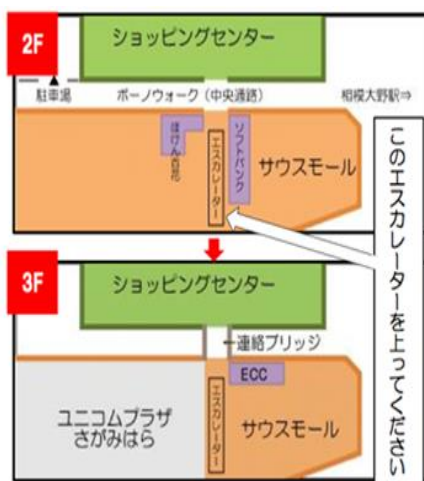 2F
ショッピングセンター
駐車場
ボーノウォーク（中央通路）
相模大野駅⇒
ほけん百花
エスカレーター
ソフトバンク
サウスモール
このエスカレーターを上ってください
3F
ショッピングセンター
連絡ブリッジ
ECC
ユニコムプラザ
さがみはら
エスカレーター
サウスモール